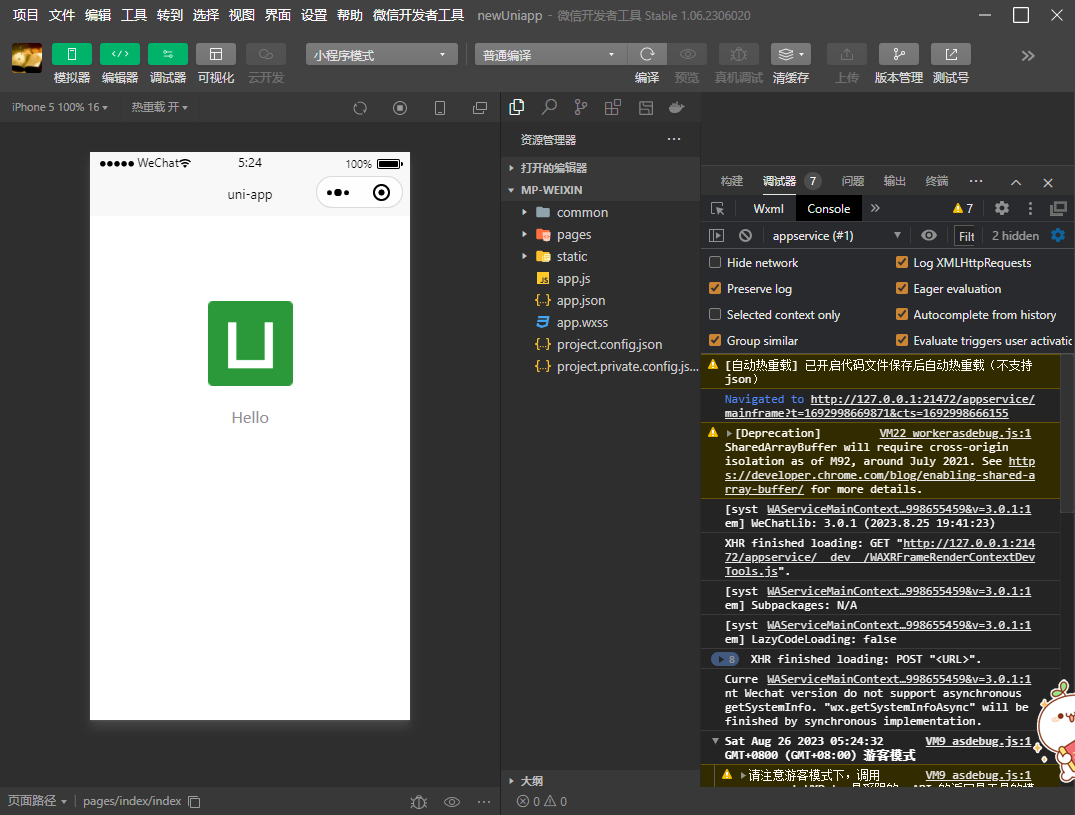 项目 文件 编辑 工具 转到 选择 视图 界面 设置 帮助 微信开发者工具 newUniapp - 微信开发者工具 Stable 1.06.2306020
小程序模式 普通编译
模拟器 编辑器 调试器 可视化 云开发 编译 预览 真机调试 清缓存 上传 版本管理 测试号
iPhone 5 100% 16 热重载 开
WeChat 5:24 100%
uni-app
Hello
页面路径 pages/index/index
资源管理器
打开的编辑器
MP-WEIXIN
common
pages
static
JS app.js
{..} app.json
app.wxss
{..} project.config.json
{..} project.private.config.js...
大纲
0 0
构建 调试器 7 问题 输出 终端
Wxml Console 7
appservice (#1) Filt 2 hidden
Hide network Log XMLHttpRequests
Preserve log Eager evaluation
Selected context only Autocomplete from history
Group similar Evaluate triggers user activatic
[自动热重载] 已开启代码文件保存后自动热重载（不支持
json）
Navigated to http://127.0.0.1:21472/appservice/
mainframe?t=1692998669871&cts=1692998666155
[Deprecation] VM22 workerasdebug.js:1
SharedArrayBuffer will require cross-origin
isolation as of M92, around July 2021. See http
s://developer.chrome.com/blog/enabling-shared-a
rray-buffer/ for more details.
[syst WAServiceMainContext…998655459&v=3.0.1:1
em] WeChatLib: 3.0.1 (2023.8.25 19:41:23)
XHR finished loading: GET "http://127.0.0.1:214
72/appservice/__dev__/WAXRFrameRenderContextDev
Tools.js".
[syst WAServiceMainContext…998655459&v=3.0.1:1
em] Subpackages: N/A
[syst WAServiceMainContext…998655459&v=3.0.1:1
em] LazyCodeLoading: false
8 XHR finished loading: POST "<URL>".
Curre WAServiceMainContext…998655459&v=3.0.1:1
nt Wechat version do not support asynchronous
getSystemInfo. "wx.getSystemInfoAsync" will be
finished by synchronous implementation.
Sat Aug 26 2023 05:24:32 VM9 asdebug.js:1
GMT+0800 (GMT+08:00) 游客模式
请注意游客模式下，调用 VM9 asdebug.js:1